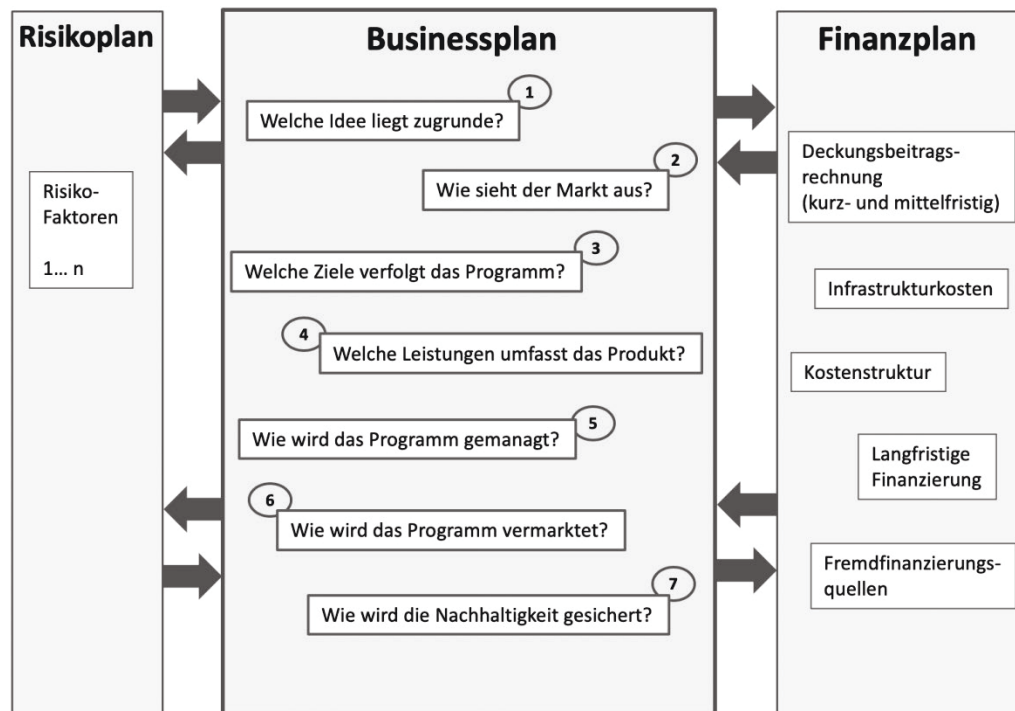 Risikoplan
Risiko-
Faktoren
1... n
Businessplan
1
Welche Idee liegt zugrunde?
2
Wie sieht der Markt aus?
3
Welche Ziele verfolgt das Programm?
4
Welche Leistungen umfasst das Produkt?
5
Wie wird das Programm gemanagt?
6
Wie wird das Programm vermarktet?
7
Wie wird die Nachhaltigkeit gesichert?
Finanzplan
Deckungsbeitrags-
rechnung
(kurz- und mittelfristig)
Infrastrukturkosten
Kostenstruktur
Langfristige
Finanzierung
Fremdfinanzierungs-
quellen